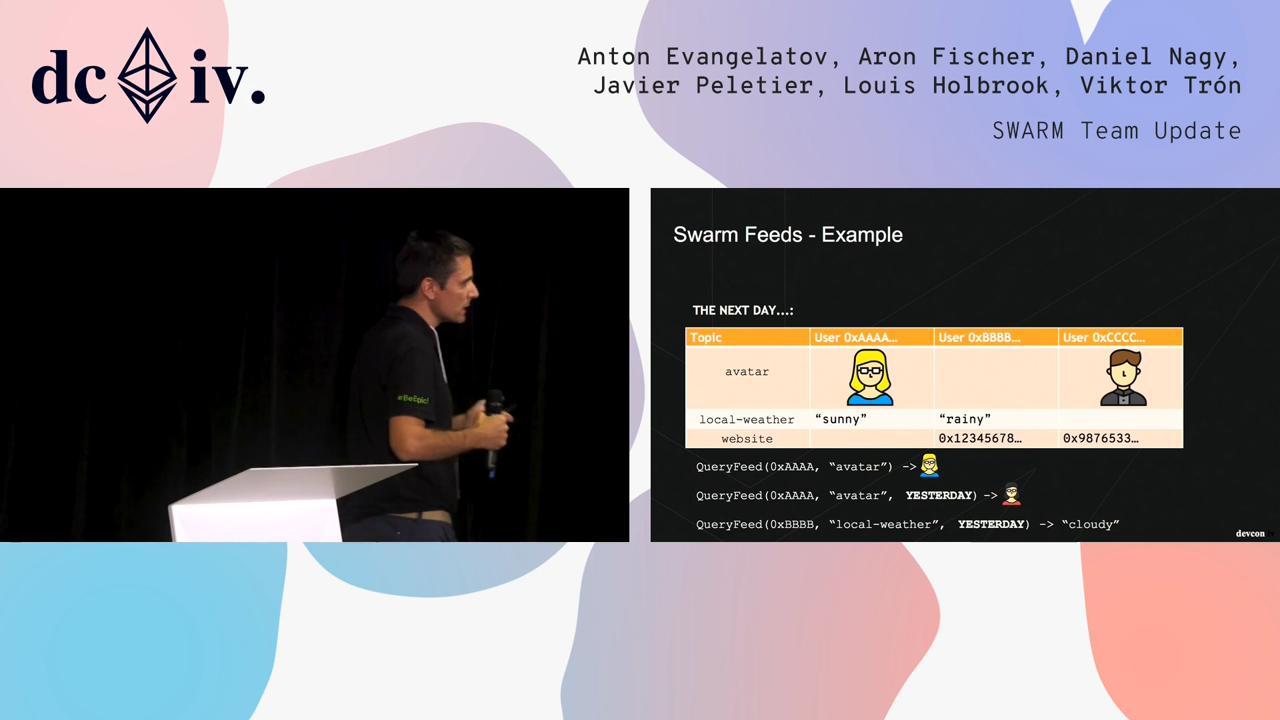 dc iv.
Anton Evangelatov, Aron Fischer, Daniel Nagy,
Javier Peletier, Louis Holbrook, Viktor Trón
SWARM Team Update
#BeEpic!
Swarm Feeds - Example
THE NEXT DAY...:
Topic User 0xAAAA… User 0xBBBB… User 0xCCCC…
avatar
local-weather “sunny” “rainy”
website 0x12345678… 0x9876533…
QueryFeed(0xAAAA, “avatar”) ->
QueryFeed(0xAAAA, “avatar”, YESTERDAY) ->
QueryFeed(0xBBBB, “local-weather”, YESTERDAY) -> “cloudy”
devcon